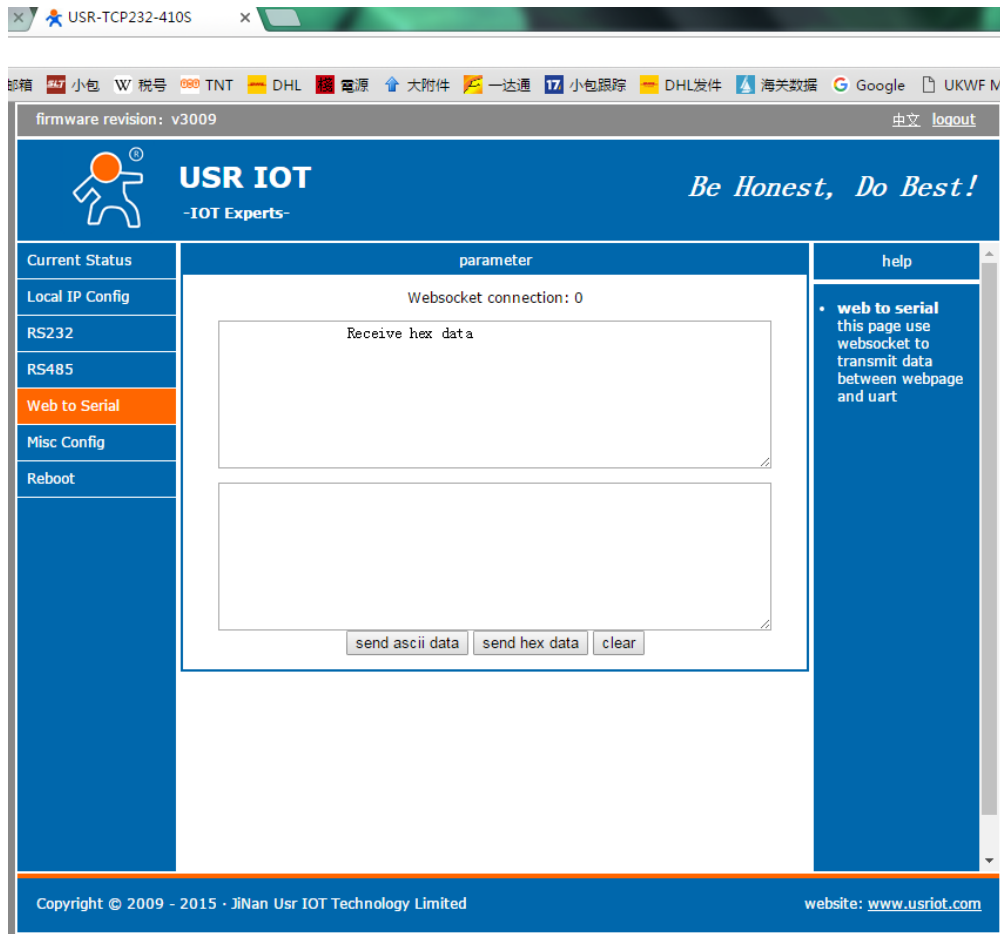 USR-TCP232-410S
邮箱 SLT 小包 W 税号 TNT DHL 電源 大附件 一达通 17 小包跟踪 DHL发件 海关数据 G Google UKWF M
firmware revision: v3009 中文 logout
®
USR IOT
-IOT Experts-
Be Honest, Do Best!
Current Status
Local IP Config
RS232
RS485
Web to Serial
Misc Config
Reboot
parameter
Websocket connection: 0
Receive hex data
send ascii data send hex data clear
help
• web to serial
this page use
websocket to
transmit data
between webpage
and uart
Copyright © 2009 - 2015 · JiNan Usr IOT Technology Limited website: www.usriot.com